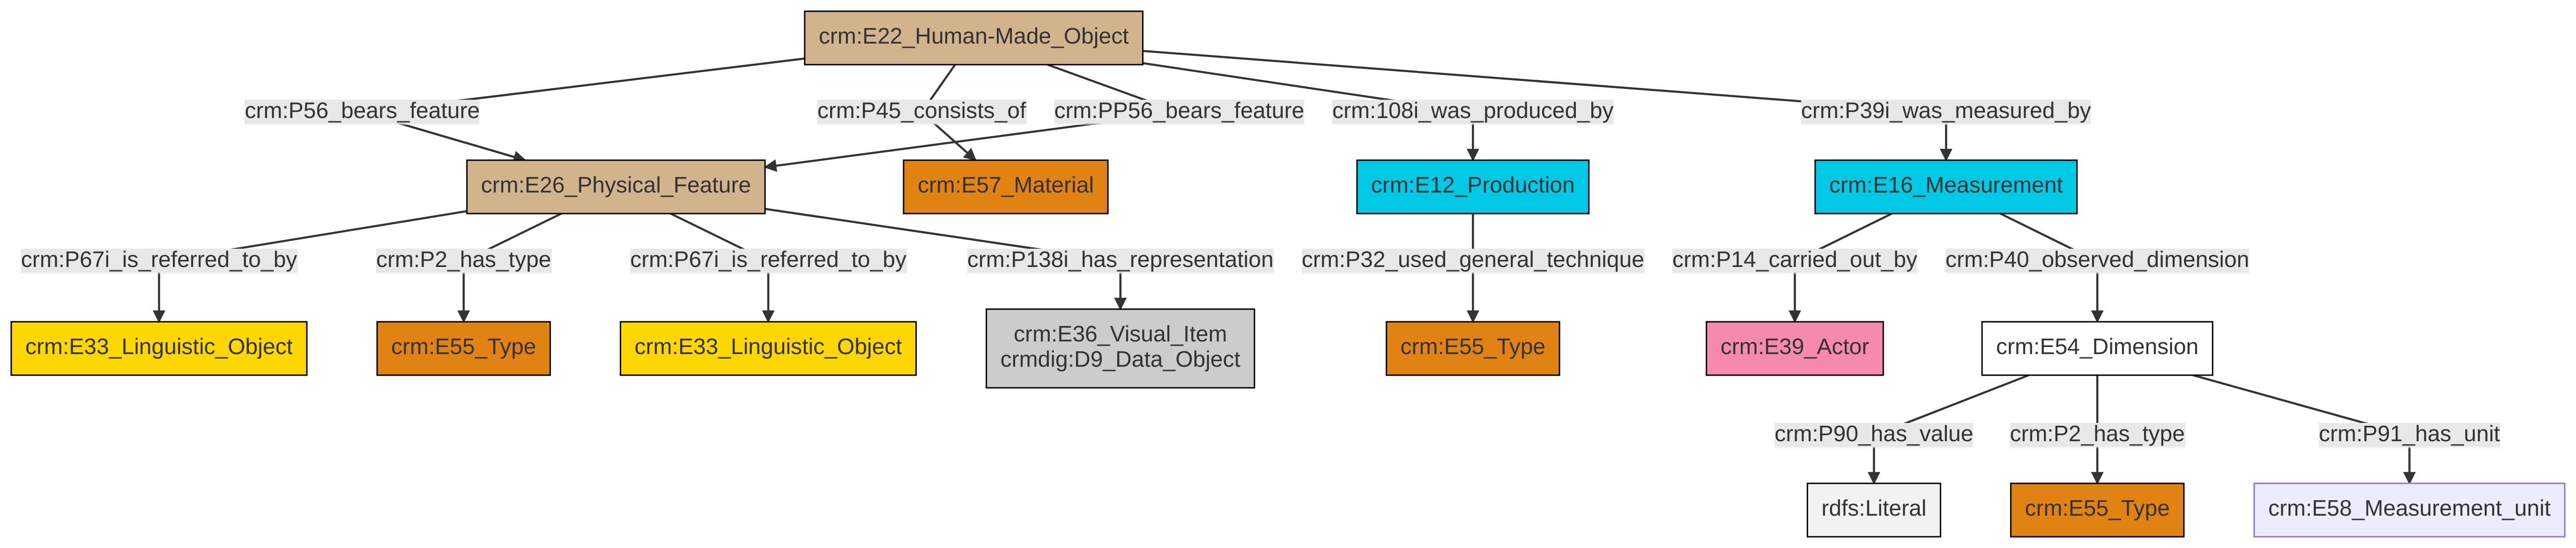 crm:E22_Human-Made_Object
crm:P56_bears_feature
crm:P45_consists_of
crm:PP56_bears_feature
crm:108i_was_produced_by
crm:P39i_was_measured_by
crm:E26_Physical_Feature
crm:E57_Material
crm:E12_Production
crm:E16_Measurement
crm:P67i_is_referred_to_by
crm:P2_has_type
crm:P67i_is_referred_to_by
crm:P138i_has_representation
crm:P32_used_general_technique
crm:P14_carried_out_by
crm:P40_observed_dimension
crm:E33_Linguistic_Object
crm:E55_Type
crm:E33_Linguistic_Object
crm:E36_Visual_Item
crmdig:D9_Data_Object
crm:E55_Type
crm:E39_Actor
crm:E54_Dimension
crm:P90_has_value
crm:P2_has_type
crm:P91_has_unit
rdfs:Literal
crm:E55_Type
crm:E58_Measurement_unit